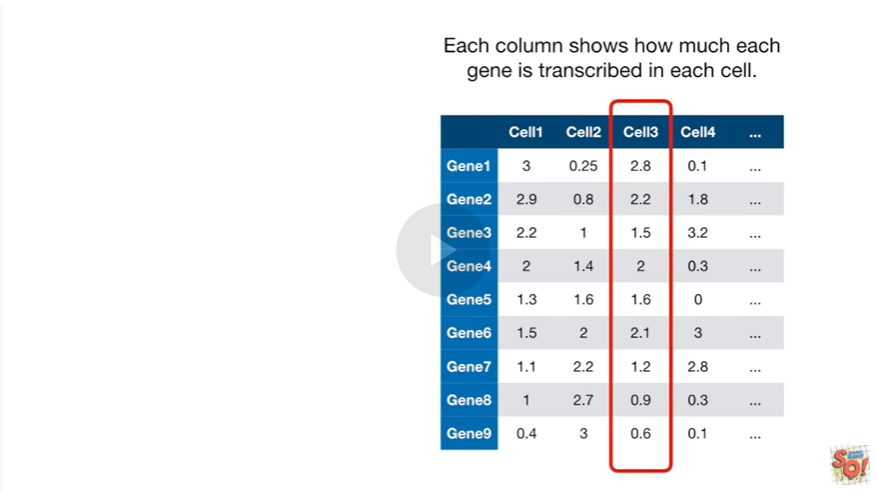 Each column shows how much each
gene is transcribed in each cell.
Cell1 Cell2 Cell3 Cell4 ...
Gene1 3 0.25 2.8 0.1 ...
Gene2 2.9 0.8 2.2 1.8 ...
Gene3 2.2 1 1.5 3.2 ...
Gene4 2 1.4 2 0.3 ...
Gene5 1.3 1.6 1.6 0 ...
Gene6 1.5 2 2.1 3 ...
Gene7 1.1 2.2 1.2 2.8 ...
Gene8 1 2.7 0.9 0.3 ...
Gene9 0.4 3 0.6 0.1 ...
SQ!